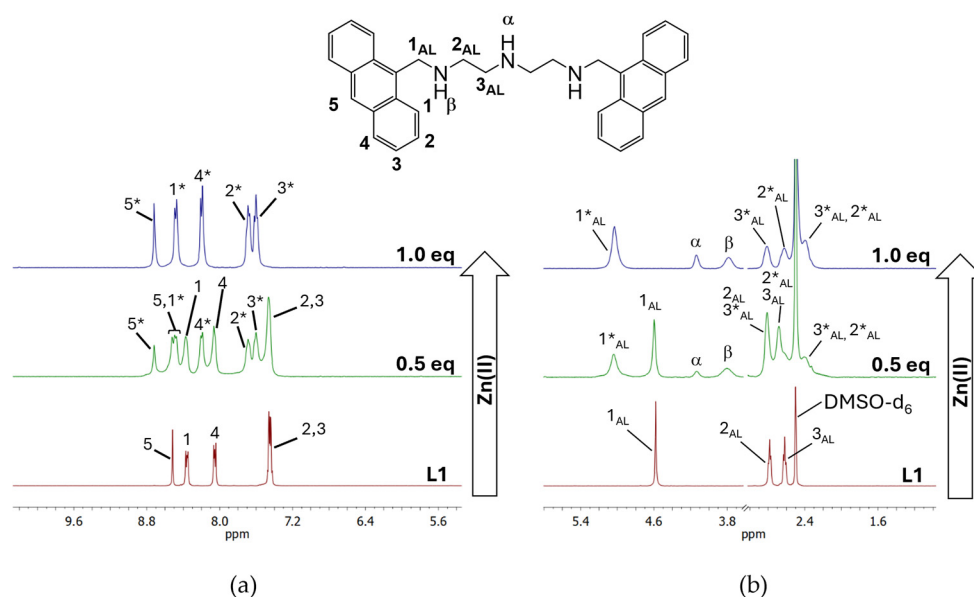 α
H
N
1AL
2AL
N
H
β
3AL
N
H
5
1
4
2
3
5*
1*
4*
2*
3*
1.0 eq
5*
5,1*
1
4*
4
2*
3*
2,3
0.5 eq
5
1
4
2,3
L1
Zn(II)
9.6 8.8 8.0 7.2 6.4 5.6
ppm
(a)
1*AL
α
β
3*AL
2*AL
3*AL, 2*AL
1.0 eq
1*AL
1AL
α
β
2AL
3*AL
2*AL
3AL
3*AL, 2*AL
0.5 eq
1AL
2AL
3AL
DMSO-d6
L1
Zn(II)
5.4 4.6 3.8 2.4 1.6
ppm
(b)